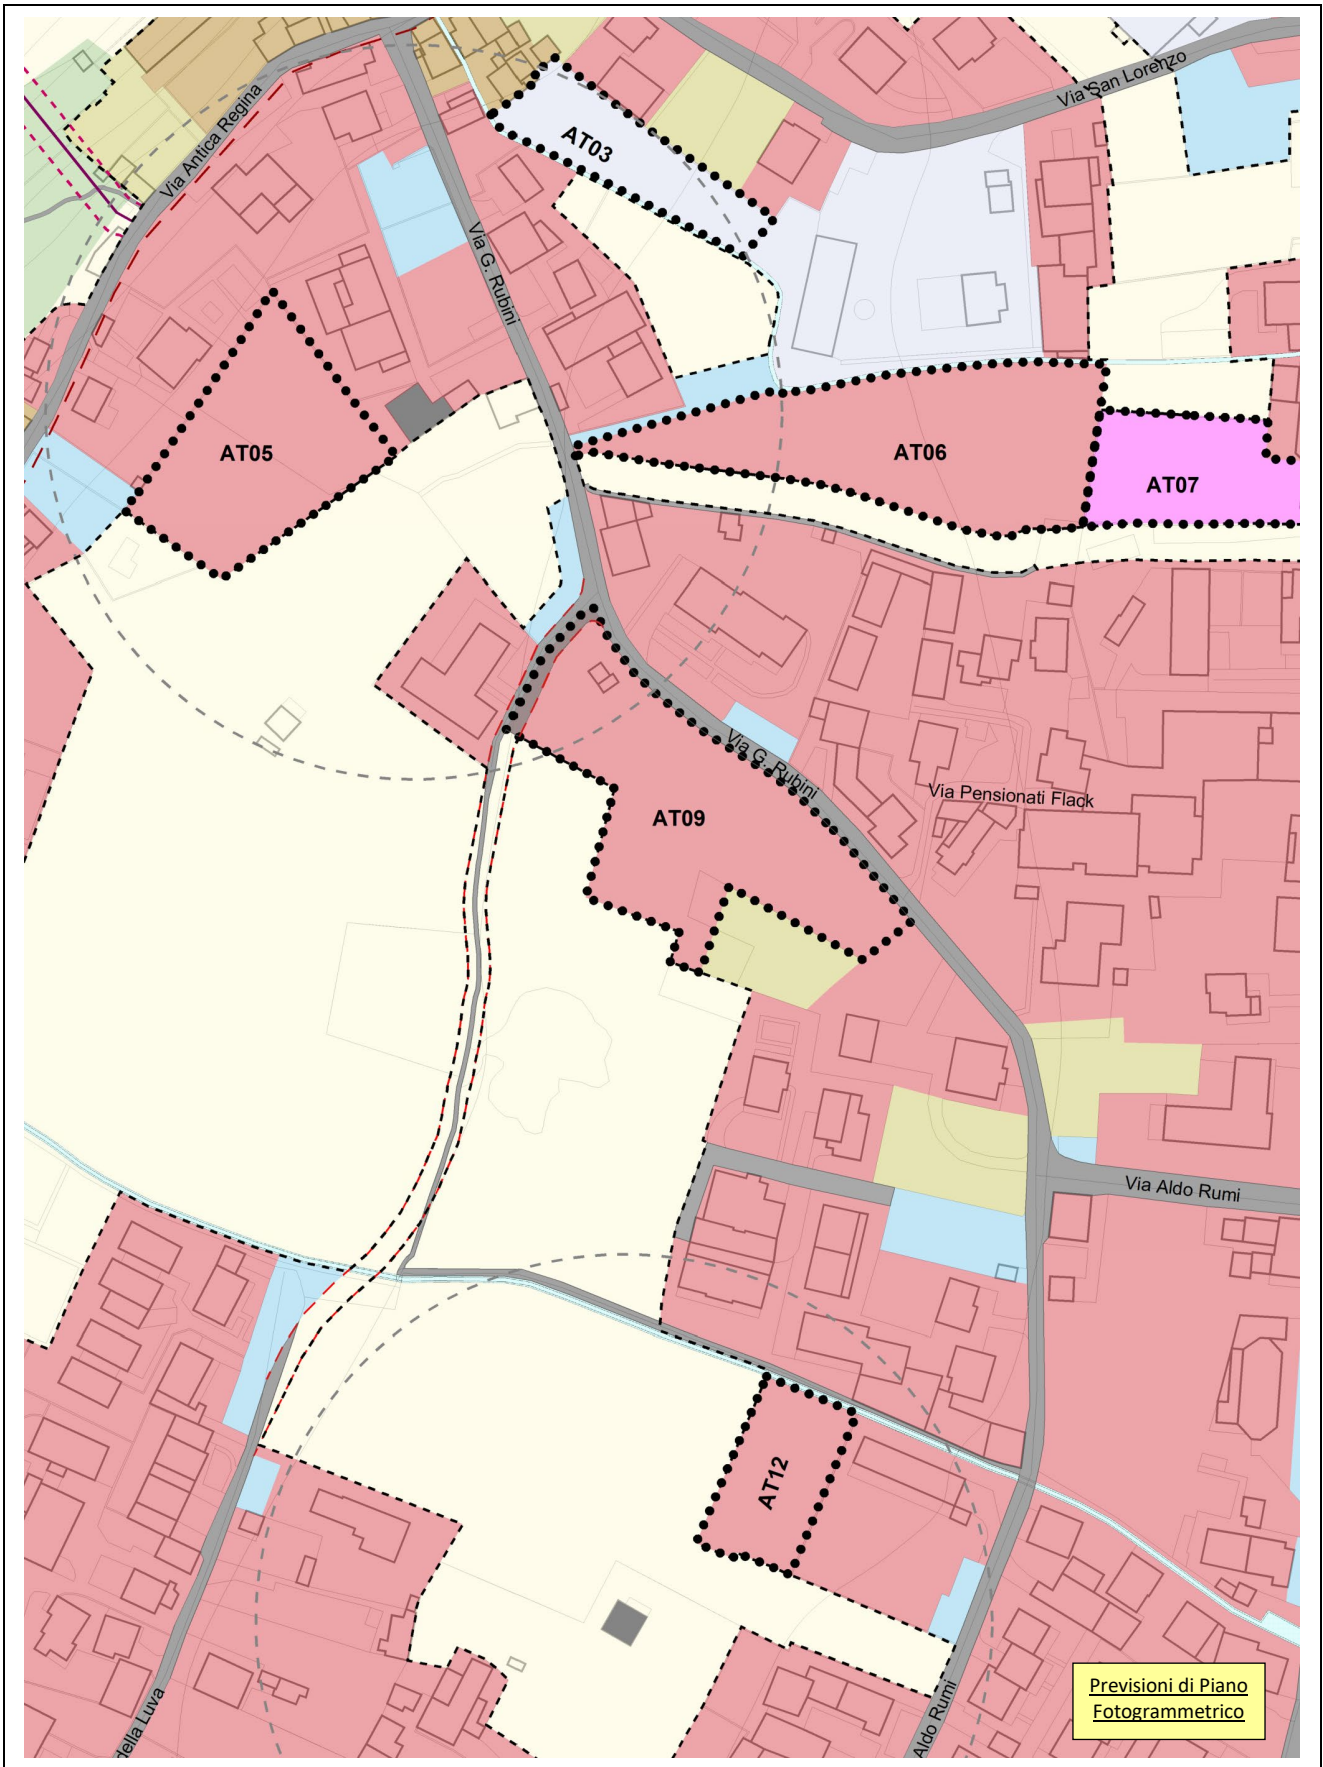 Via San Lorenzo
AT03
Via Antica Regina
Via G. Rubini
AT05
AT06
AT07
Via G. Rubini
Via Pensionati Flack
AT09
Via Aldo Rumi
AT12
della Luva
Aldo Rumi
Previsioni di Piano
Fotogrammetrico